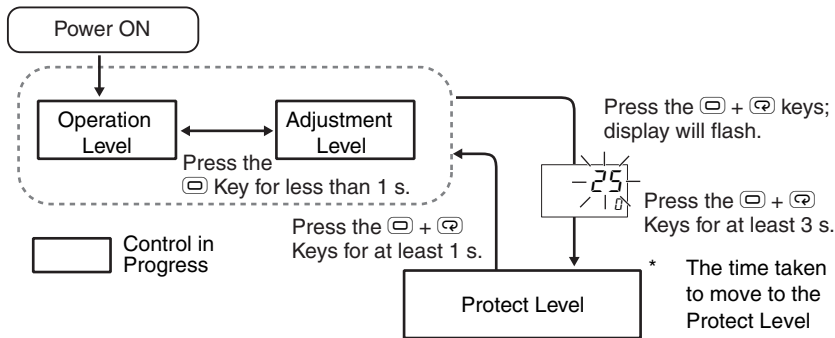 Power ON
Operation
Level
Adjustment
Level
Press the
Key for less than 1 s.
Press the + keys;
display will flash.
25
0
Press the +
Keys for at least 3 s.
Press the +
Keys for at least 1 s.
Control in
Progress
Protect Level
* The time taken
to move to the
Protect Level